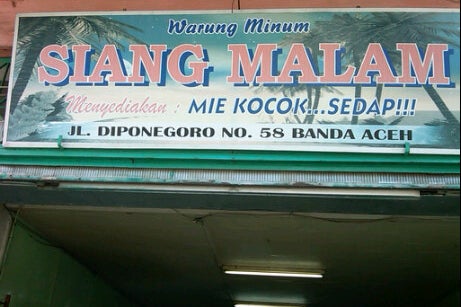 Warung Minum
SIANG MALAM
Menyediakan : MIE KOCOK...SEDAP!!!
JL. DIPONEGORO NO. 58 BANDA ACEH